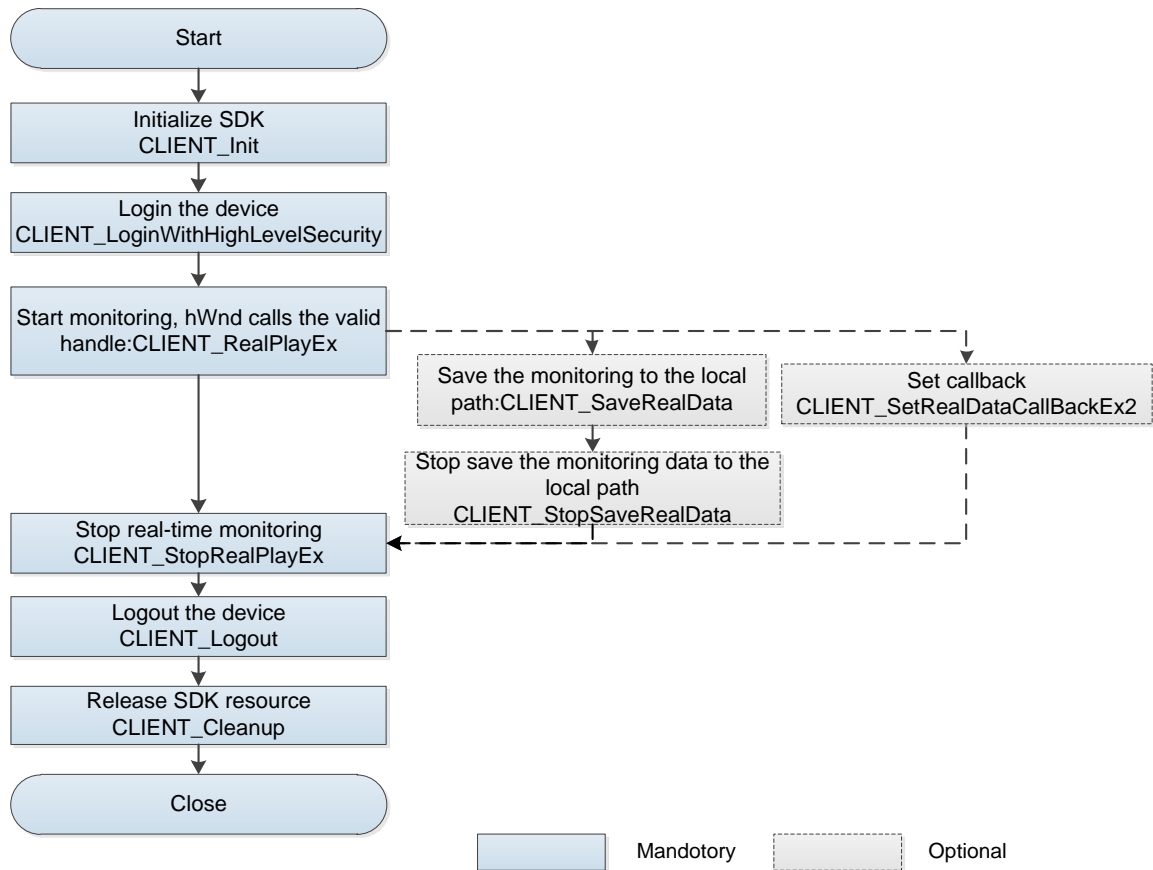 Start
Initialize SDK
CLIENT_Init
Login the device
CLIENT_LoginWithHighLevelSecurity
Start monitoring, hWnd calls the valid
handle:CLIENT_RealPlayEx
Save the monitoring to the local
path:CLIENT_SaveRealData
Set callback
CLIENT_SetRealDataCallBackEx2
Stop save the monitoring data to the
local path
CLIENT_StopSaveRealData
Stop real-time monitoring
CLIENT_StopRealPlayEx
Logout the device
CLIENT_Logout
Release SDK resource
CLIENT_Cleanup
Close
Mandotory
Optional